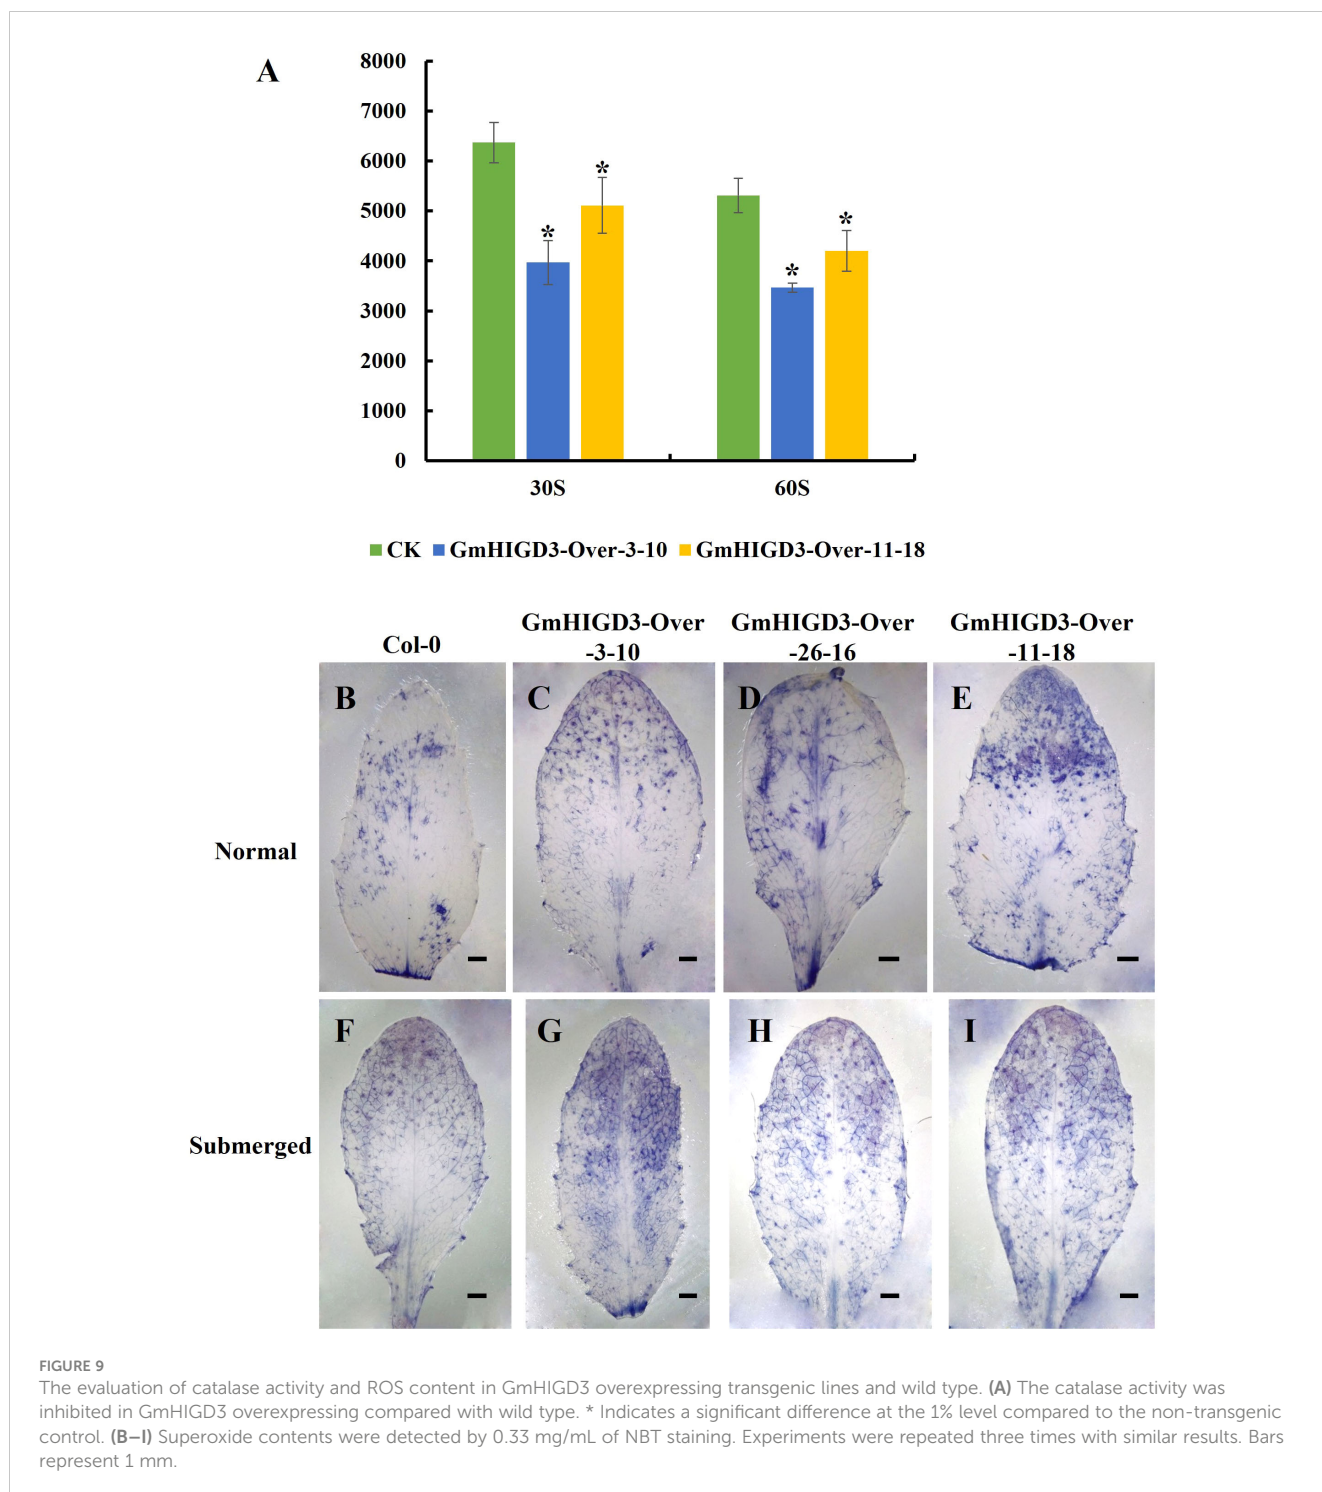 A
8000
7000
6000
5000
4000
3000
2000
1000
0
*
*
*
*
30S
60S
CK GmHIGD3-Over-3-10 GmHIGD3-Over-11-18
Col-0
GmHIGD3-Over
-3-10
GmHIGD3-Over
-26-16
GmHIGD3-Over
-11-18
Normal
B
C
D
E
Submerged
F
G
H
I
FIGURE 9
The evaluation of catalase activity and ROS content in GmHIGD3 overexpressing transgenic lines and wild type. (A) The catalase activity was
inhibited in GmHIGD3 overexpressing compared with wild type. * Indicates a significant difference at the 1% level compared to the non-transgenic
control. (B–I) Superoxide contents were detected by 0.33 mg/mL of NBT staining. Experiments were repeated three times with similar results. Bars
represent 1 mm.